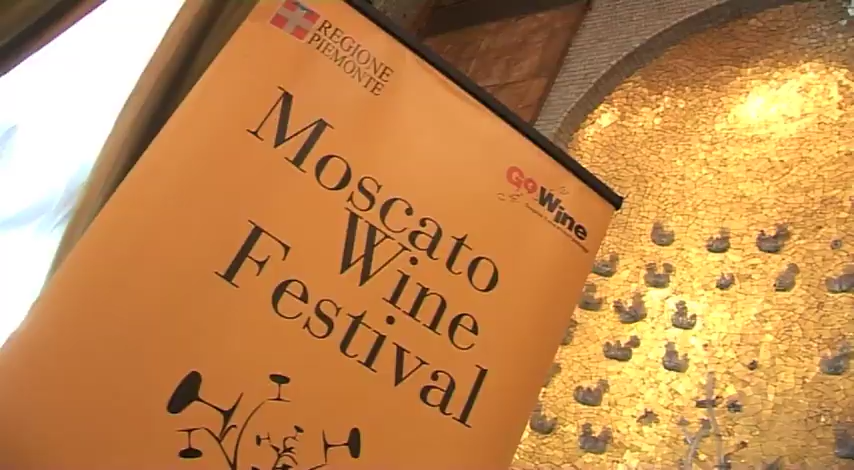 REGIONE
PIEMONTE
Go Wine
Moscato
Wine
Festival